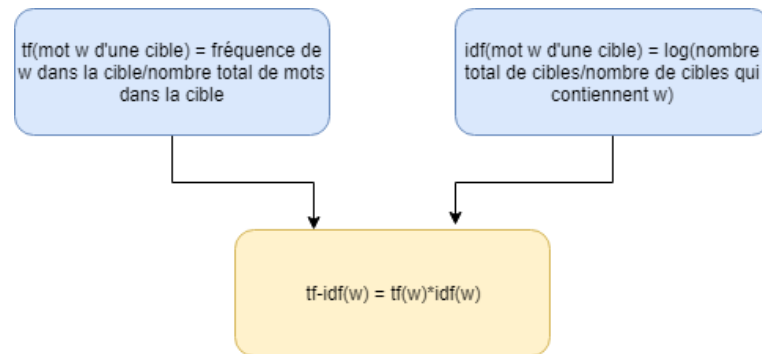 tf(mot w d'une cible) = fréquence de
w dans la cible/nombre total de mots
dans la cible
idf(mot w d'une cible) = log(nombre
total de cibles/nombre de cibles qui
contiennent w)
tf-idf(w) = tf(w)*idf(w)